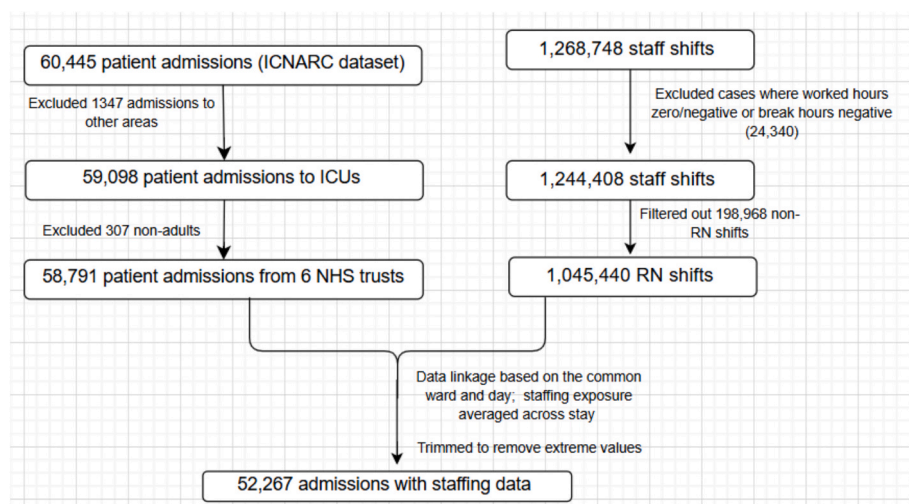 60,445 patient admissions (ICNARC dataset)
Excluded 1347 admissions to
other areas
59,098 patient admissions to ICUs
Excluded 307 non-adults
58,791 patient admissions from 6 NHS trusts
1,268,748 staff shifts
Excluded cases where worked hours
zero/negative or break hours negative
(24,340)
1,244,408 staff shifts
Filtered out 198,968 non-
RN shifts
1,045,440 RN shifts
Data linkage based on the common
ward and day; staffing exposure
averaged across stay
Trimmed to remove extreme values
52,267 admissions with staffing data